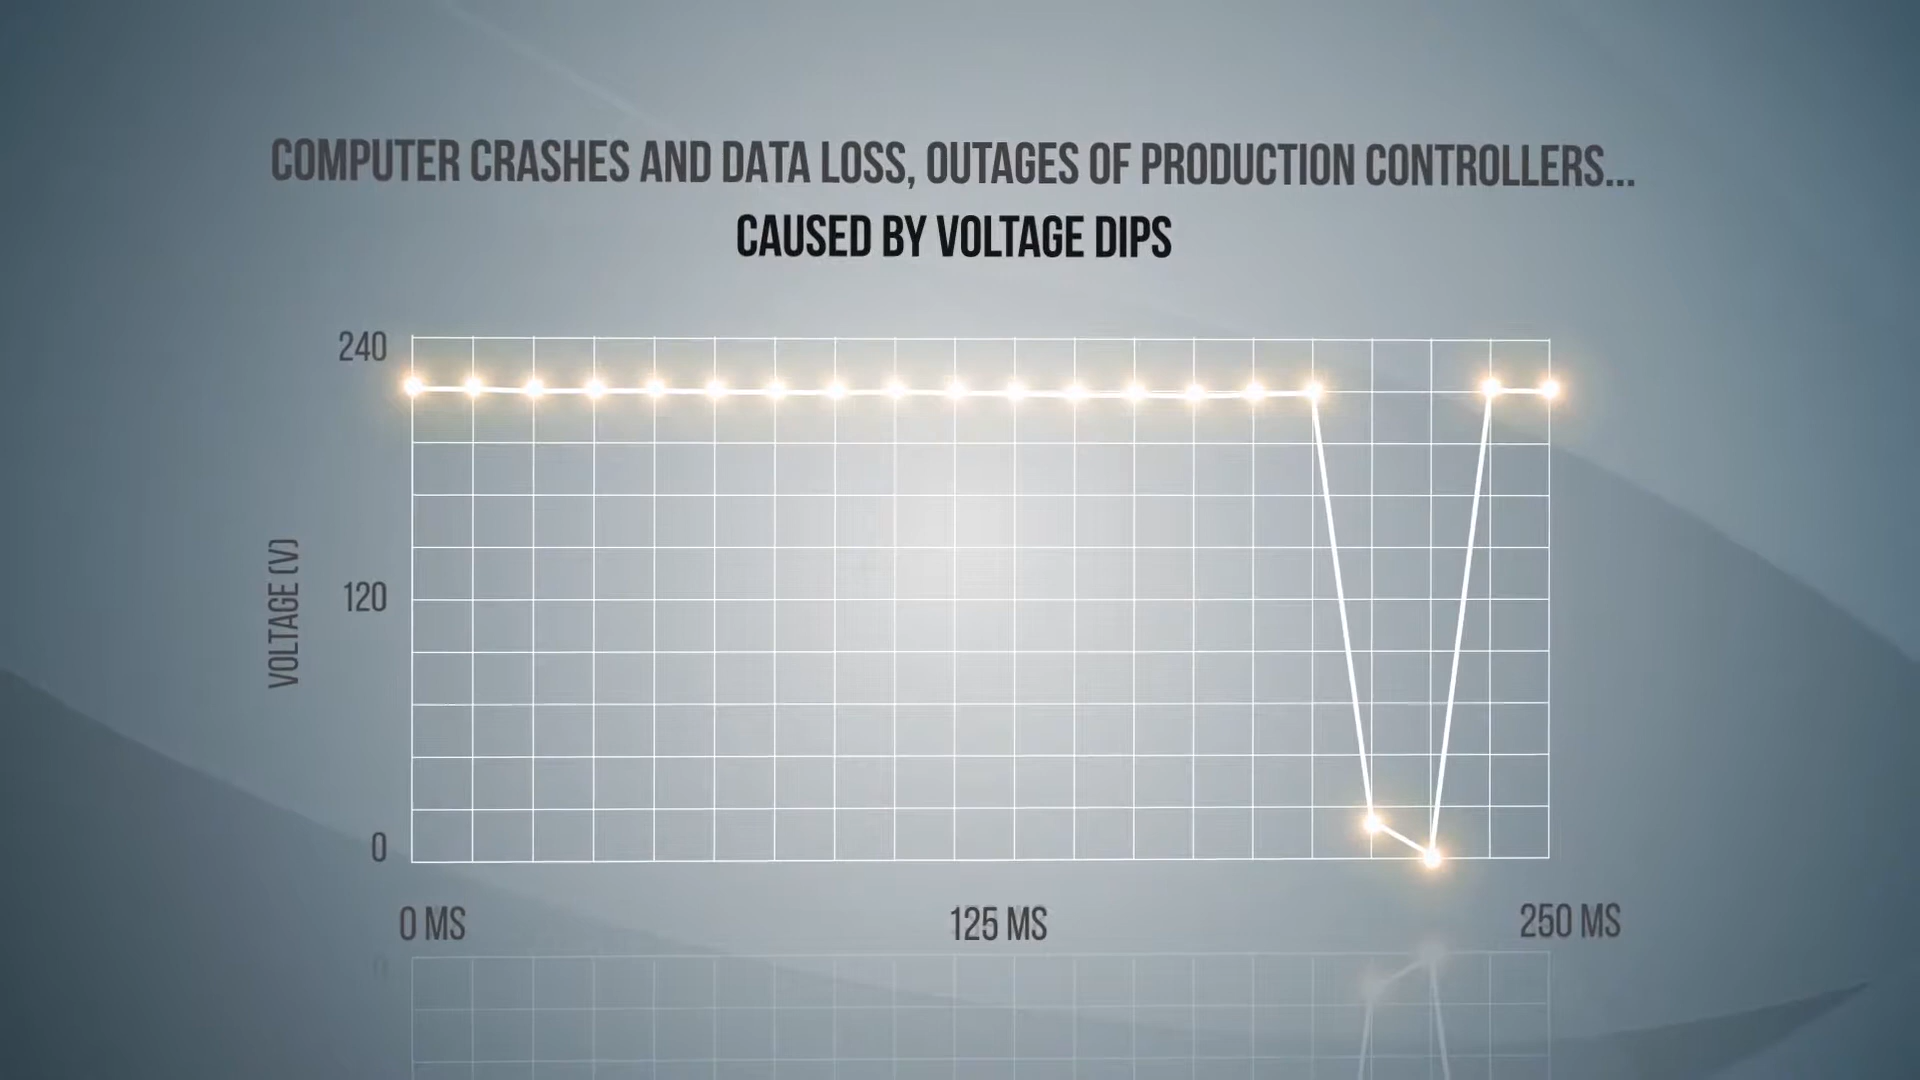 COMPUTER CRASHES AND DATA LOSS, OUTAGES OF PRODUCTION CONTROLLERS...
CAUSED BY VOLTAGE DIPS
240
VOLTAGE (V)
120
0
0 MS
125 MS
250 MS